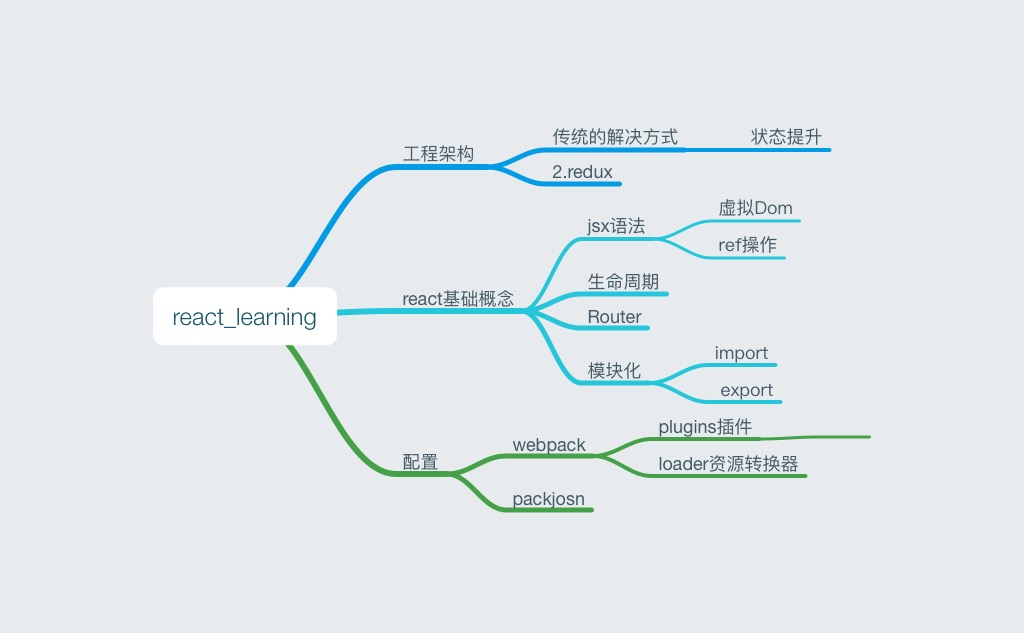 传统的解决方式
状态提升
工程架构
2.redux
虚拟Dom
jsx语法
ref操作
生命周期
react基础概念
react_learning
Router
import
模块化
export
plugins插件
webpack
配置
loader资源转换器
packjosn